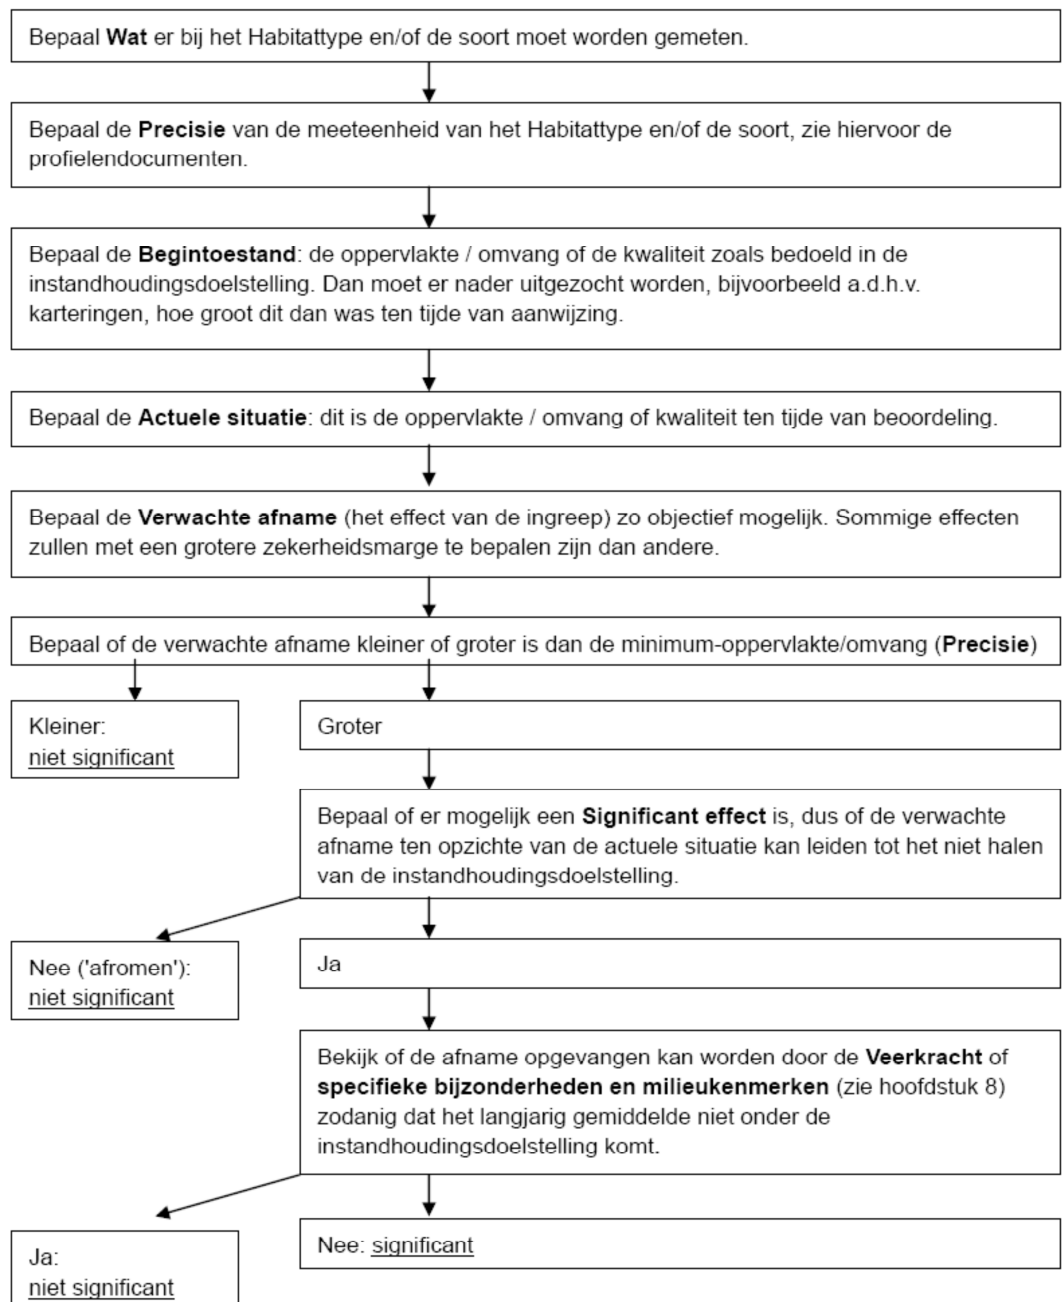 Bepaal Wat er bij het Habitattype en/of de soort moet worden gemeten.
Bepaal de Precisie van de meeteenheid van het Habitattype en/of de soort, zie hiervoor de
profielendocumenten.
Bepaal de Begintoestand: de oppervlakte / omvang of de kwaliteit zoals bedoeld in de
instandhoudingsdoelstelling. Dan moet er nader uitgezocht worden, bijvoorbeeld a.d.h.v.
karteringen, hoe groot dit dan was ten tijde van aanwijzing.
Bepaal de Actuele situatie: dit is de oppervlakte / omvang of kwaliteit ten tijde van beoordeling.
Bepaal de Verwachte afname (het effect van de ingreep) zo objectief mogelijk. Sommige effecten
zullen met een grotere zekerheidsmarge te bepalen zijn dan andere.
Bepaal of de verwachte afname kleiner of groter is dan de minimum-oppervlakte/omvang (Precisie)
Kleiner:
niet significant
Groter
Bepaal of er mogelijk een Significant effect is, dus of de verwachte
afname ten opzichte van de actuele situatie kan leiden tot het niet halen
van de instandhoudingsdoelstelling.
Nee ('afromen'):
niet significant
Ja
Bekijk of de afname opgevangen kan worden door de Veerkracht of
specifieke bijzonderheden en milieukenmerken (zie hoofdstuk 8)
zodanig dat het langjarig gemiddelde niet onder de
instandhoudingsdoelstelling komt.
Ja:
niet significant
Nee: significant